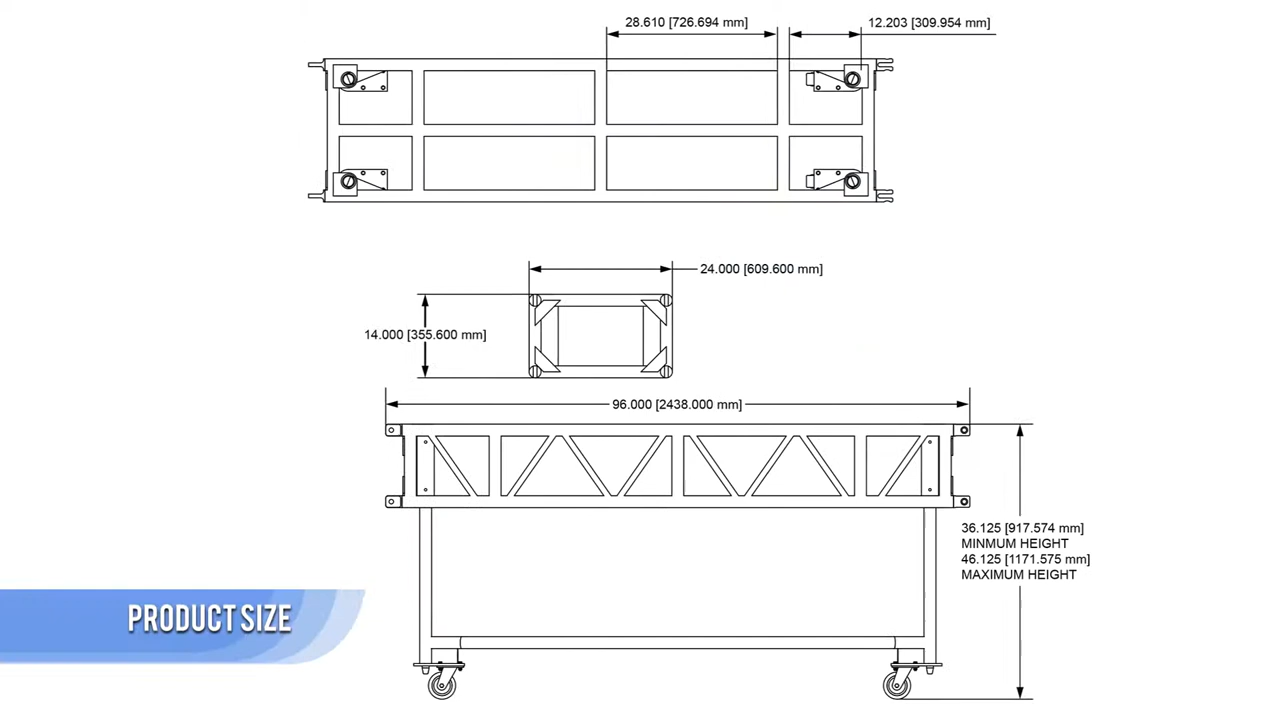 28.610 [726.694 mm]
12.203 [309.954 mm]
24.000 [609.600 mm]
14.000 [355.600 mm]
96.000 [2438.000 mm]
36.125 [917.574 mm]
MINMUM HEIGHT
46.125 [1171.575 mm]
MAXIMUM HEIGHT
PRODUCT SIZE